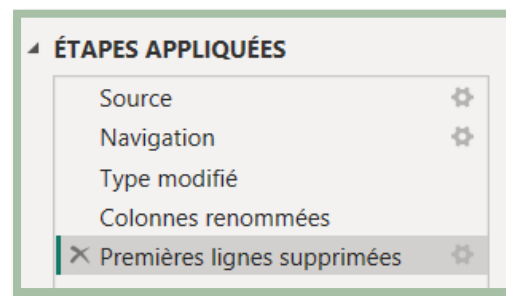 ÉTAPES APPLIQUÉES
Source
Navigation
Type modifié
Colonnes renommées
Premières lignes supprimées